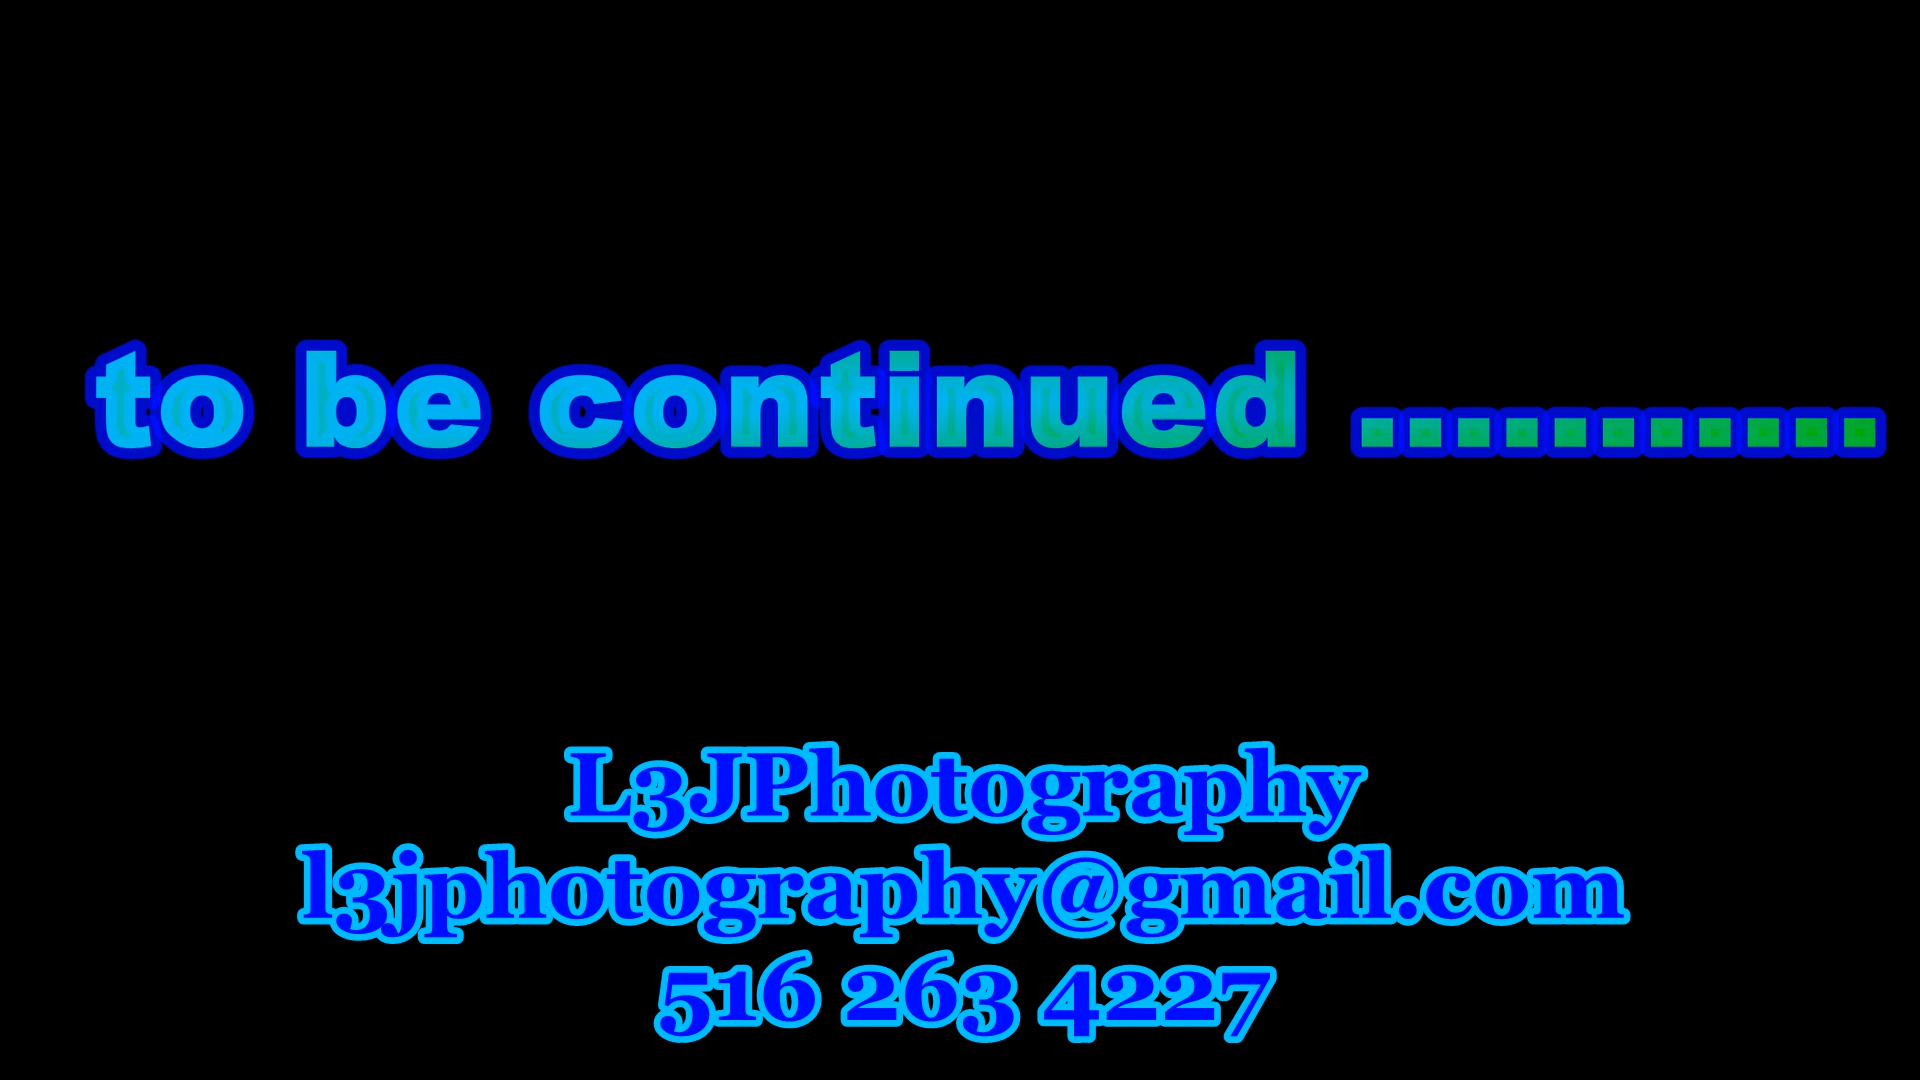 to be continued ...........
L3JPhotography
l3jphotography@gmail.com
516 263 4227